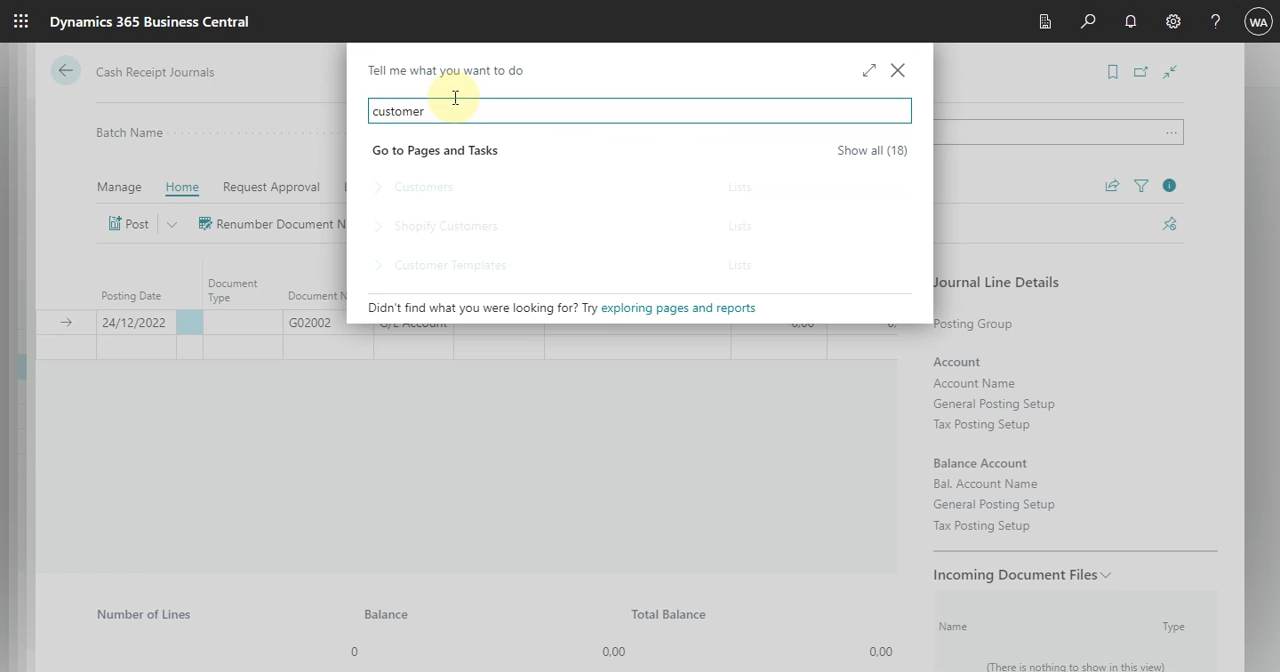 Dynamics 365 Business Central
WA
Cash Receipt Journals
Tell me what you want to do
customer
Batch Name
...
Go to Pages and Tasks
Show all (18)
Customers Lists
Shopify Customers Lists
Customer Templates Lists
Didn't find what you were looking for? Try exploring pages and reports
Manage Home Request Approval
Post Renumber Document N
Posting Date Document Type Document N
24/12/2022 G02002 G/L Account 0,00 0,
Journal Line Details
Posting Group
Account
Account Name
General Posting Setup
Tax Posting Setup
Balance Account
Bal. Account Name
General Posting Setup
Tax Posting Setup
Incoming Document Files
Name Type
(There is nothing to show in this view)
Number of Lines Balance Total Balance
0 0,00 0,00